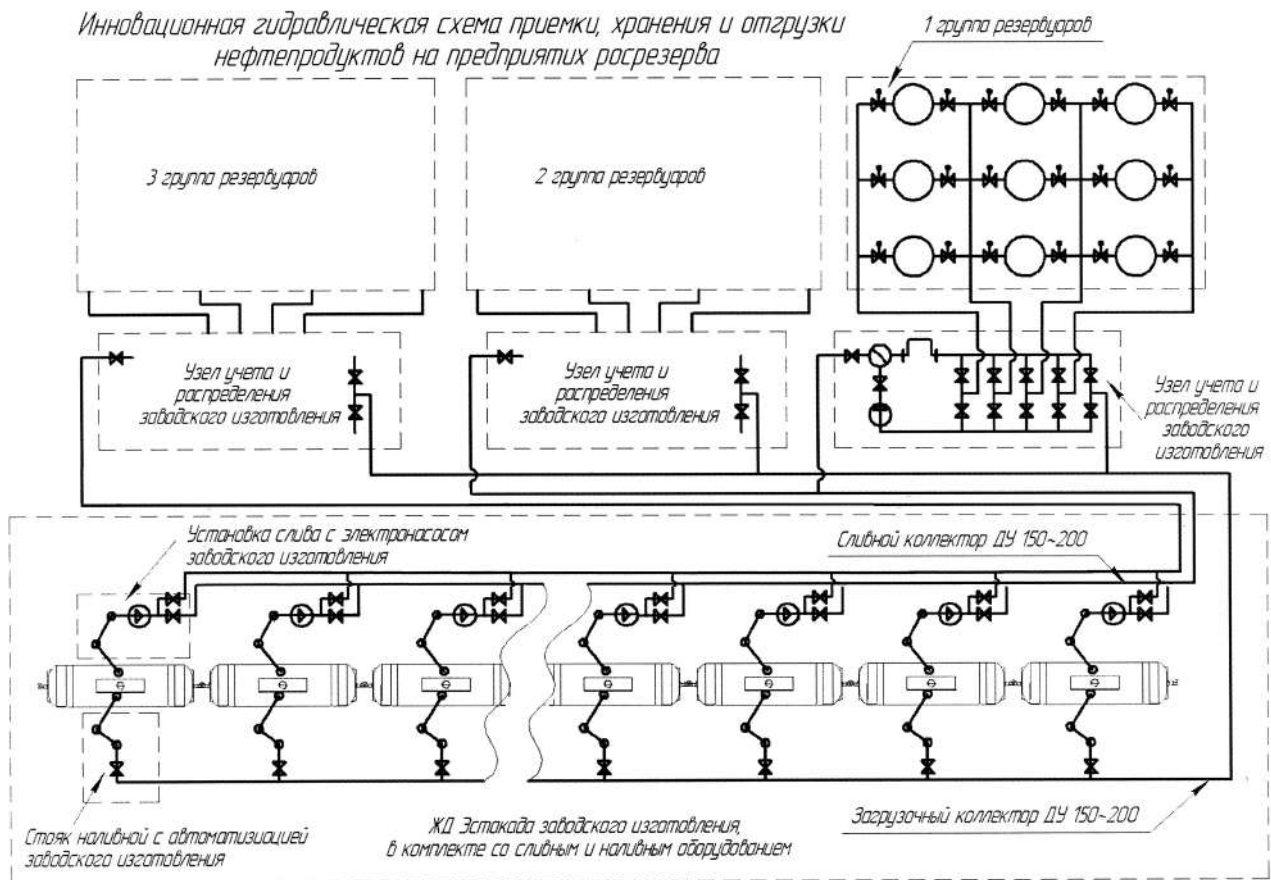 Инновационная гидравлическая схема приемки, хранения и отгрузки
нефтепродуктов на предприятих росрезерва
1 группа резервуаров
3 группа резервуаров
2 группа резервуаров
Узел учета и
распределения
заводского изготовления
Узел учета и
распределения
заводского изготовления
Узел учета и
распределения
заводского
изготовления
Установка слива с электронасосом
заводского изготовления
Сливной коллектор ДУ 150~200
Стояк наливной с автоматизиацией
заводского изготовления
ЖД Эстакада заводского изготовления,
в комплекте со сливным и наливным оборудованием
Загрузочный коллектор ДУ 150~200